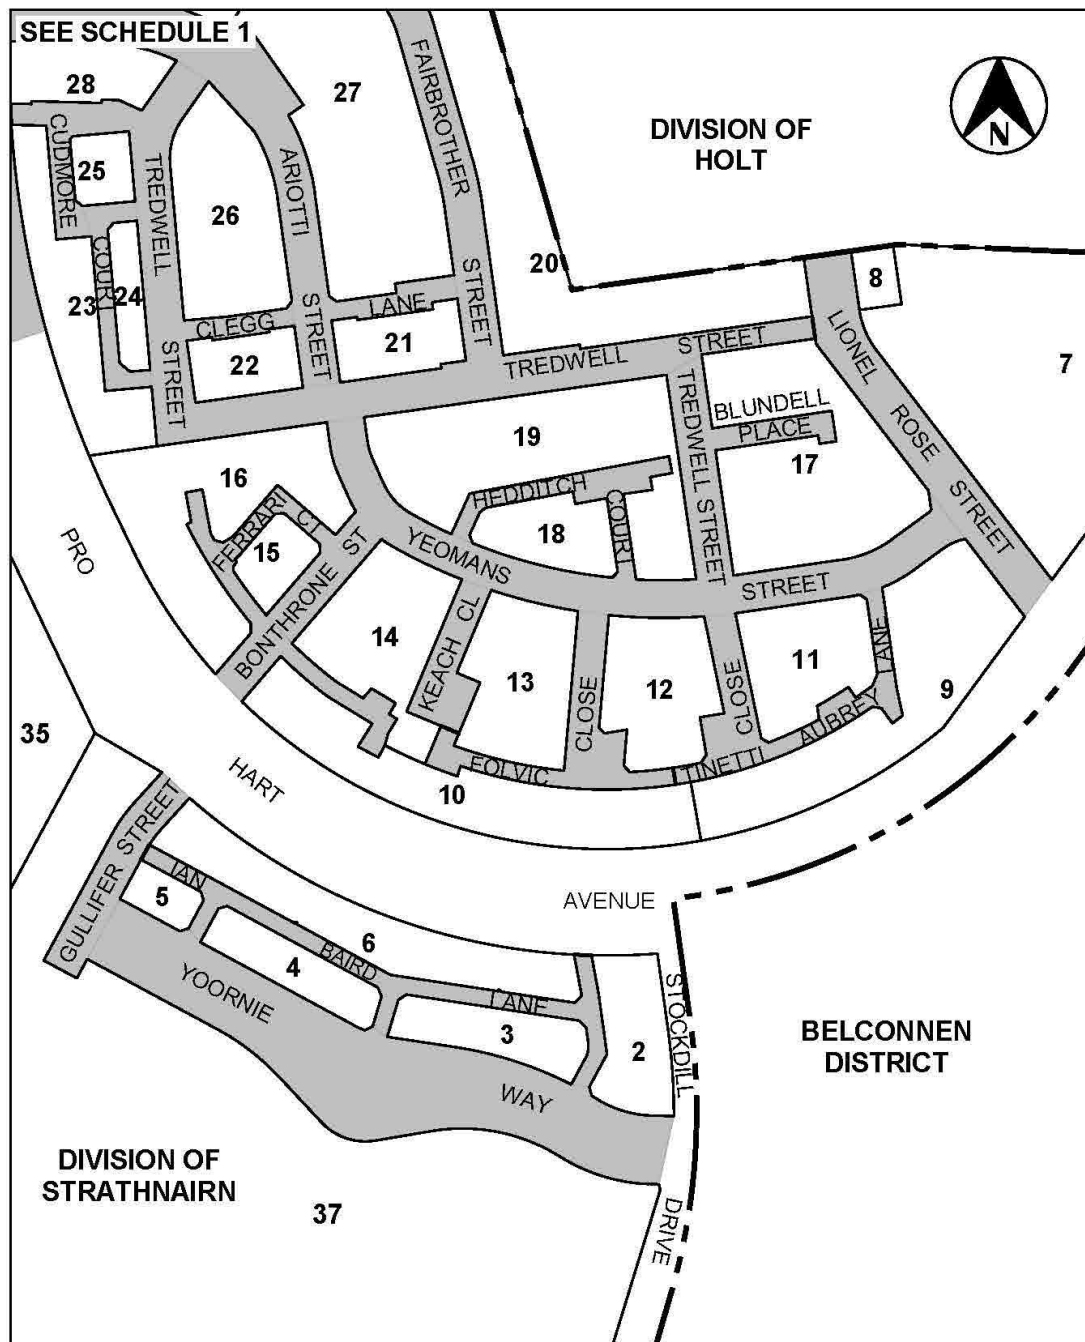 SEE SCHEDULE 1
28
27
FAIRBROTHER
STREET
DIVISION OF
HOLT
N
CUDMORE
COURT
25
TREDWELL
STREET
26
ARIOTTI
STREET
20
8
23
24
CLEGG
LANE
22
21
TREDWELL
STREET
LIONEL
ROSE
STREET
7
TREDWELL STREET
BLUNDELL
PLACE
19
17
16
HEDDITCH
COURT
18
FERRARI
CT
15
BONTHRONE ST
YEOMANS
STREET
PRO
HART
AVENUE
14
KEACH CL
13
CLOSE
12
CLOSE
11
AUBREY
LANE
9
FOLVIC
TINETTI
10
35
GULLIFER STREET
IAN
BAIRD
LANE
5
6
4
3
2
YOORNIE
WAY
STOCKDILL
DRIVE
BELCONNEN
DISTRICT
DIVISION OF
STRATHNAIRN
37